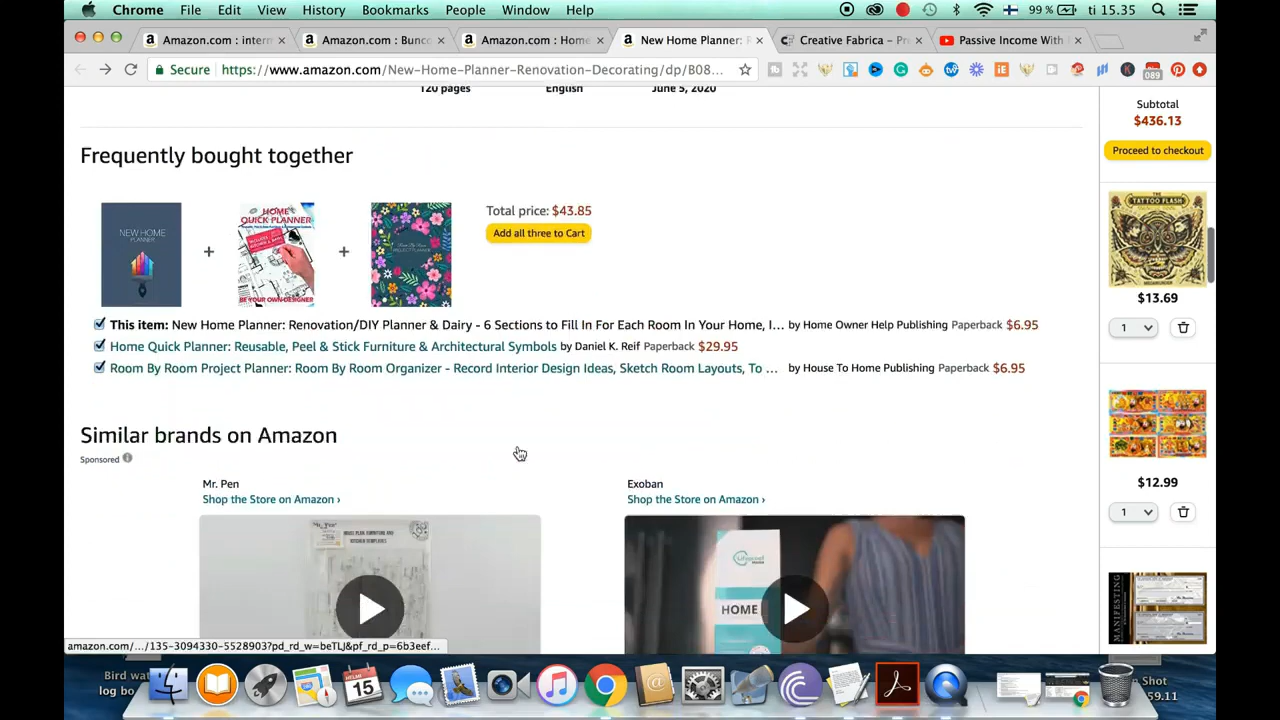 Chrome File Edit View History Bookmarks People Window Help 99 % ti 15.35
Amazon.com : intern Amazon.com : Bunco Amazon.com : Home New Home Planner: R Creative Fabrica - Pr Passive Income With
Secure https://www.amazon.com/New-Home-Planner-Renovation-Decorating/dp/B08...
120 pages English June 5, 2020
Subtotal
$436.13
Proceed to checkout
Frequently bought together
NEW HOME
PLANNER
HOME
QUICK PLANNER
BE YOUR OWN DESIGNER
Total price: $43.85
Add all three to Cart
This item: New Home Planner: Renovation/DIY Planner & Dairy - 6 Sections to Fill In For Each Room In Your Home, I... by Home Owner Help Publishing Paperback $6.95
Home Quick Planner: Reusable, Peel & Stick Furniture & Architectural Symbols by Daniel K. Reif Paperback $29.95
Room By Room Project Planner: Room By Room Organizer - Record Interior Design Ideas, Sketch Room Layouts, To ... by House To Home Publishing Paperback $6.95
THE
TATTOO FLASH
$13.69
1
$12.99
1
MANIFESTING
Similar brands on Amazon
Sponsored
Mr. Pen
Shop the Store on Amazon ›
Exoban
Shop the Store on Amazon ›
HOME
amazon.com/.../135-3094330-5528903?pd_rd_w=beTLJ&pf_rd_p=6b3eef...
Bird wat
log bo
15
n Shot
59.11